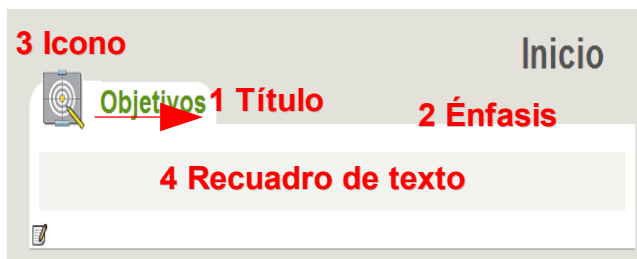 3 Icono
Inicio
Objetivos 1 Título
2 Énfasis
4 Recuadro de texto